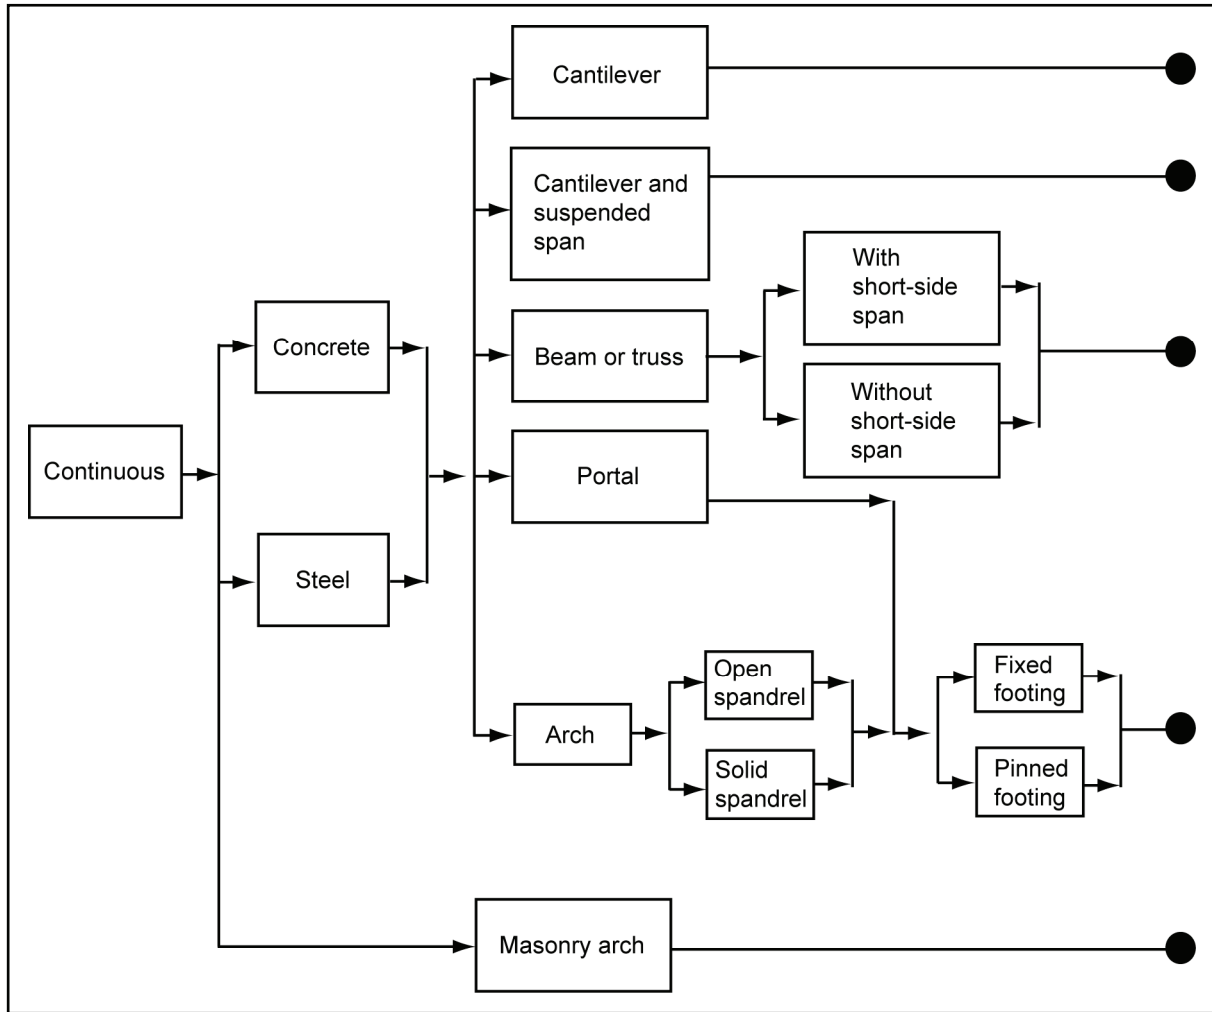 Cantilever
Cantilever and
suspended
span
With
short-side
span
Concrete
Beam or truss
Without
short-side
span
Continuous
Portal
Steel
Open
spandrel
Fixed
footing
Arch
Solid
spandrel
Pinned
footing
Masonry arch